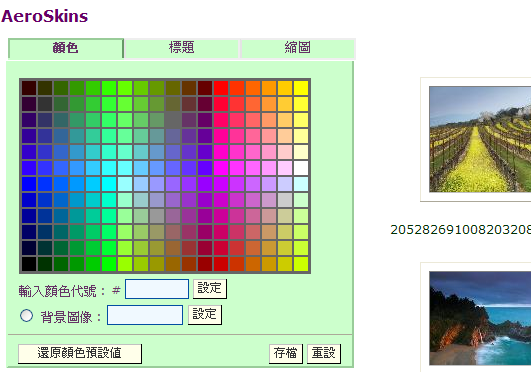 AeroSkins
顏色 標題 縮圖
輸入顏色代號：# 設定
205282691008203208
背景圖像： 設定
還原顏色預設值 存檔 重設